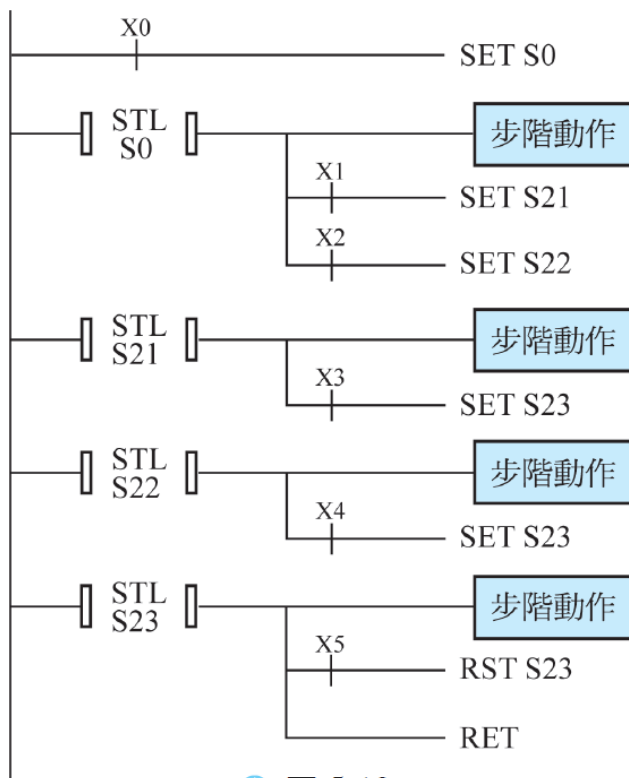 X0
SET S0
STL
S0
步階動作
X1
SET S21
X2
SET S22
STL
S21
步階動作
X3
SET S23
STL
S22
步階動作
X4
SET S23
STL
S23
步階動作
X5
RST S23
RET